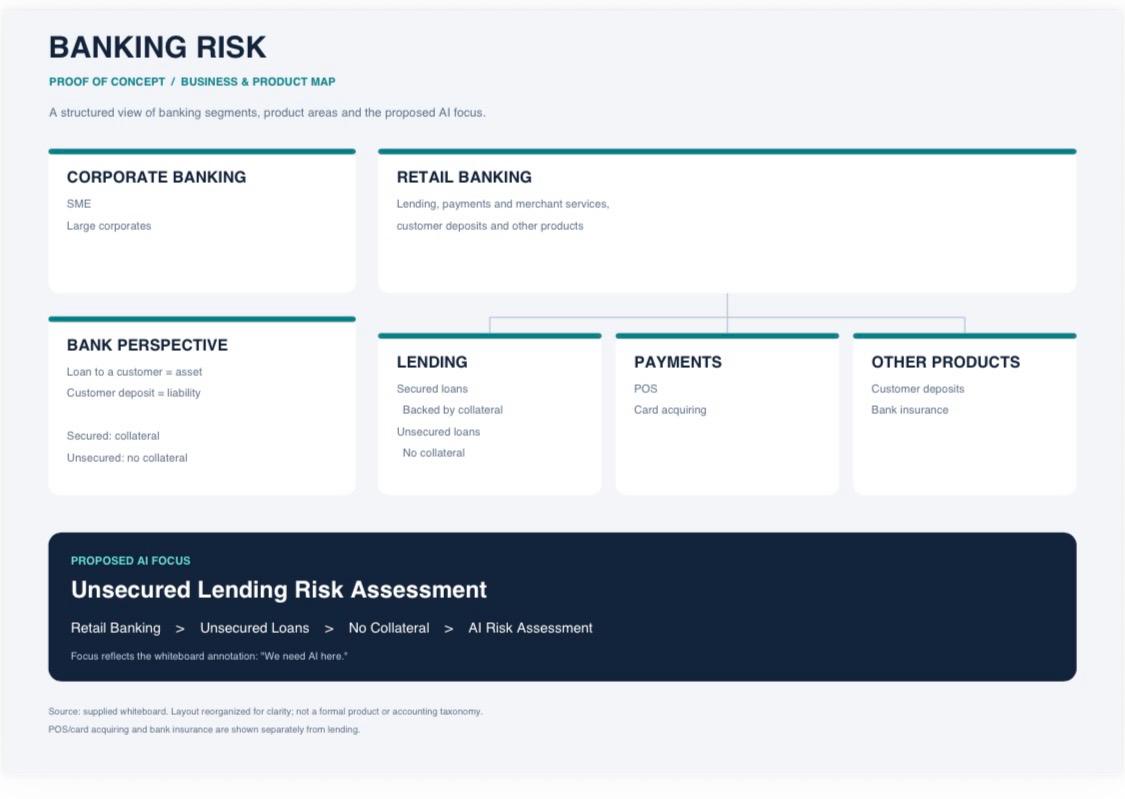 BANKING RISK
PROOF OF CONCEPT / BUSINESS & PRODUCT MAP
A structured view of banking segments, product areas and the proposed AI focus.
CORPORATE BANKING
SME
Large corporates
RETAIL BANKING
Lending, payments and merchant services,
customer deposits and other products
BANK PERSPECTIVE
Loan to a customer = asset
Customer deposit = liability
Secured: collateral
Unsecured: no collateral
LENDING
Secured loans
Backed by collateral
Unsecured loans
No collateral
PAYMENTS
POS
Card acquiring
OTHER PRODUCTS
Customer deposits
Bank insurance
PROPOSED AI FOCUS
Unsecured Lending Risk Assessment
Retail Banking > Unsecured Loans > No Collateral > AI Risk Assessment
Focus reflects the whiteboard annotation: "We need AI here."
Source: supplied whiteboard. Layout reorganized for clarity; not a formal product or accounting taxonomy.
POS/card acquiring and bank insurance are shown separately from lending.